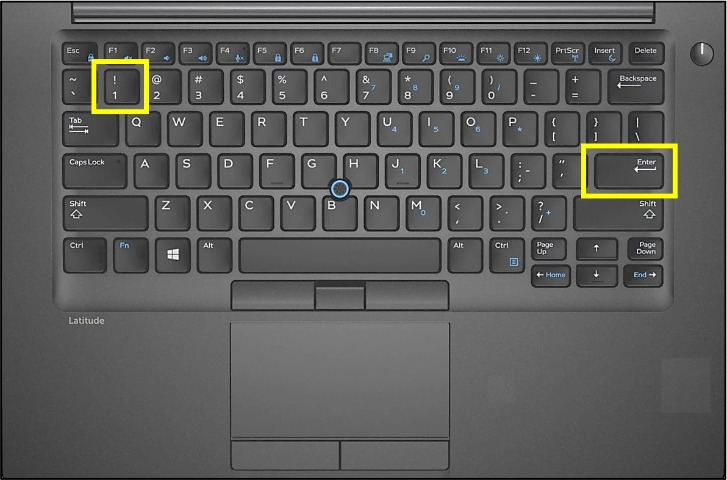 Esc F1 F2 F3 F4 F5 F6 F7 F8 F9 F10 F11 F12 PrtScr Insert Delete
~ ! @ # $ % ^ & * ( ) _ + Backspace
` 1 2 3 4 5 6 7 7 8 8 9 9 0 / - =
Tab Q W E R T Y U 4 I 5 O 6 P * { [ } ] | \
Caps Lock A S D F G H J 1 K 2 L 3 : ; - " ' Enter
Shift Z X C V B N M 0 < , > . . ? / + Shift
Ctrl Fn Alt Alt Ctrl Page Up Page Down
Home End
Latitude